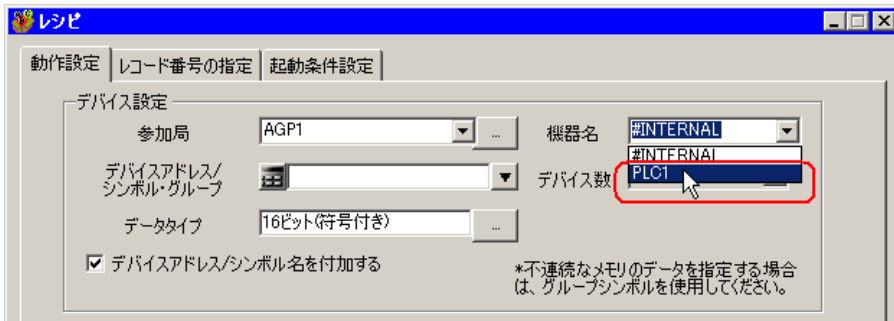 レシピ
動作設定 レコード番号の指定 起動条件設定
デバイス設定
参加局 AGP1 ... 機器名 #INTERNAL
#INTERNAL
デバイスアドレス/
シンボル・グループ
デバイス数 PLC1
データタイプ 16ビット(符号付き) ...
デバイスアドレス/シンボル名を付加する
*不連続なメモリのデータを指定する場合
は、グループシンボルを使用してください。